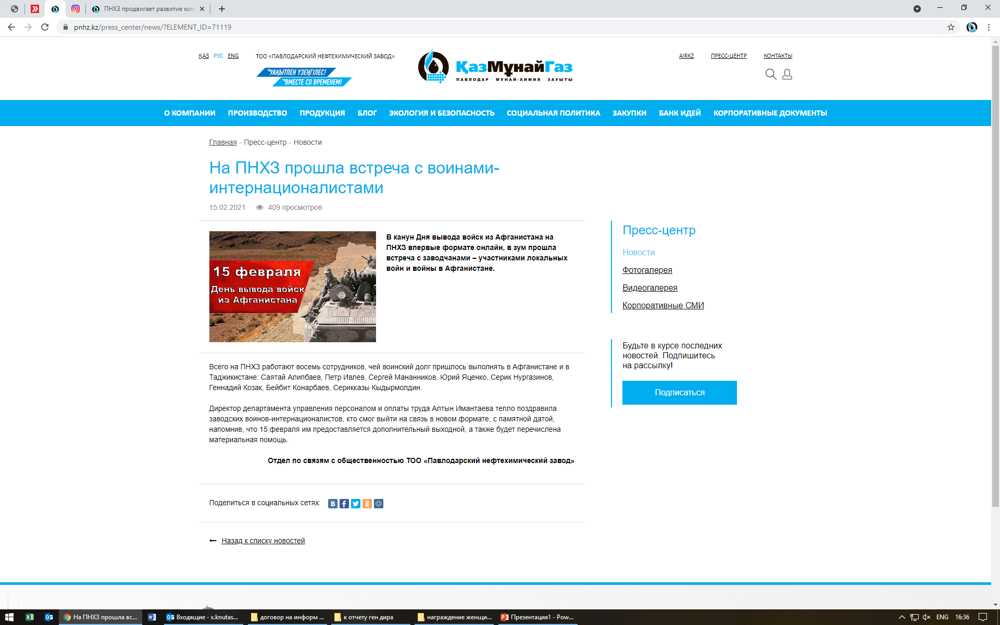 ПНХЗ продвигает развитие ком
pnhz.kz/press_center/news/?ELEMENT_ID=71119
ҚАЗ РУС ENG
ТОО «ПАВЛОДАРСКИЙ НЕФТЕХИМИЧЕСКИЙ ЗАВОД»
УАҚЫТПЕН ҮЗЕҢГІЛЕС!
ВМЕСТЕ СО ВРЕМЕНЕМ!
ҚазМұнайГаз
ПАВЛОДАР МҰНАЙ-ХИМИЯ ЗАУЫТЫ
AIRKZ ПРЕСС-ЦЕНТР КОНТАКТЫ
О КОМПАНИИ ПРОИЗВОДСТВО ПРОДУКЦИЯ БЛОГ ЭКОЛОГИЯ И БЕЗОПАСНОСТЬ СОЦИАЛЬНАЯ ПОЛИТИКА ЗАКУПКИ БАНК ИДЕЙ КОРПОРАТИВНЫЕ ДОКУМЕНТЫ
Главная - Пресс-центр - Новости
На ПНХЗ прошла встреча с воинами-
интернационалистами
15.02.2021 409 просмотров
15 февраля
День вывода войск
из Афганистана
В канун Дня вывода войск из Афганистана на
ПНХЗ впервые формате онлайн, в зум прошла
встреча с заводчанами – участниками локальных
войн и войны в Афганистане.
Всего на ПНХЗ работают восемь сотрудников, чей воинский долг пришлось выполнять в Афганистане и в
Таджикистане: Саятай Алипбаев, Петр Ивлев, Сергей Мананников, Юрий Яценко, Серик Нургазинов,
Геннадий Козак, Бейбит Конарбаев, Серикказы Кыдырмолдин.
Директор департамента управления персоналом и оплаты труда Алтын Имантаева тепло поздравила
заводских воинов-интернационалистов, кто смог выйти на связь в новом формате, с памятной датой,
напомнив, что 15 февраля им предоставляется дополнительный выходной, а также будет перечислена
материальная помощь.
Отдел по связям с общественностью ТОО «Павлодарский нефтехимический завод»
Поделиться в социальных сетях:
Назад к списку новостей
Пресс-центр
Новости
Фотогалерея
Видеогалерея
Корпоративные СМИ
Будьте в курсе последних
новостей. Подпишитесь
на рассылку!
Подписаться
На ПНХЗ прошла вс... Входящие - x.knutas... договор на информ ... к отчету ген дира награждение женщи... Презентация1 - Pow... ENG 16:36